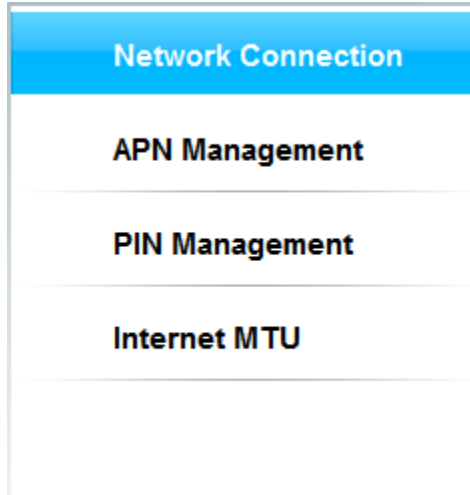 Network Connection
APN Management
PIN Management
Internet MTU